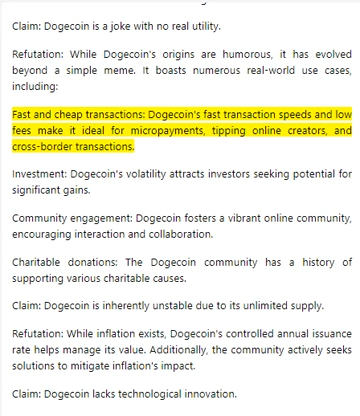 Claim: Dogecoin is a joke with no real utility.
Refutation: While Dogecoin's origins are humorous, it has evolved
beyond a simple meme. It boasts numerous real-world use cases,
including:
Fast and cheap transactions: Dogecoin's fast transaction speeds and low
fees make it ideal for micropayments, tipping online creators, and
cross-border transactions.
Investment: Dogecoin's volatility attracts investors seeking potential for
significant gains.
Community engagement: Dogecoin fosters a vibrant online community,
encouraging interaction and collaboration.
Charitable donations: The Dogecoin community has a history of
supporting various charitable causes.
Claim: Dogecoin is inherently unstable due to its unlimited supply.
Refutation: While inflation exists, Dogecoin's controlled annual issuance
rate helps manage its value. Additionally, the community actively seeks
solutions to mitigate inflation's impact.
Claim: Dogecoin lacks technological innovation.